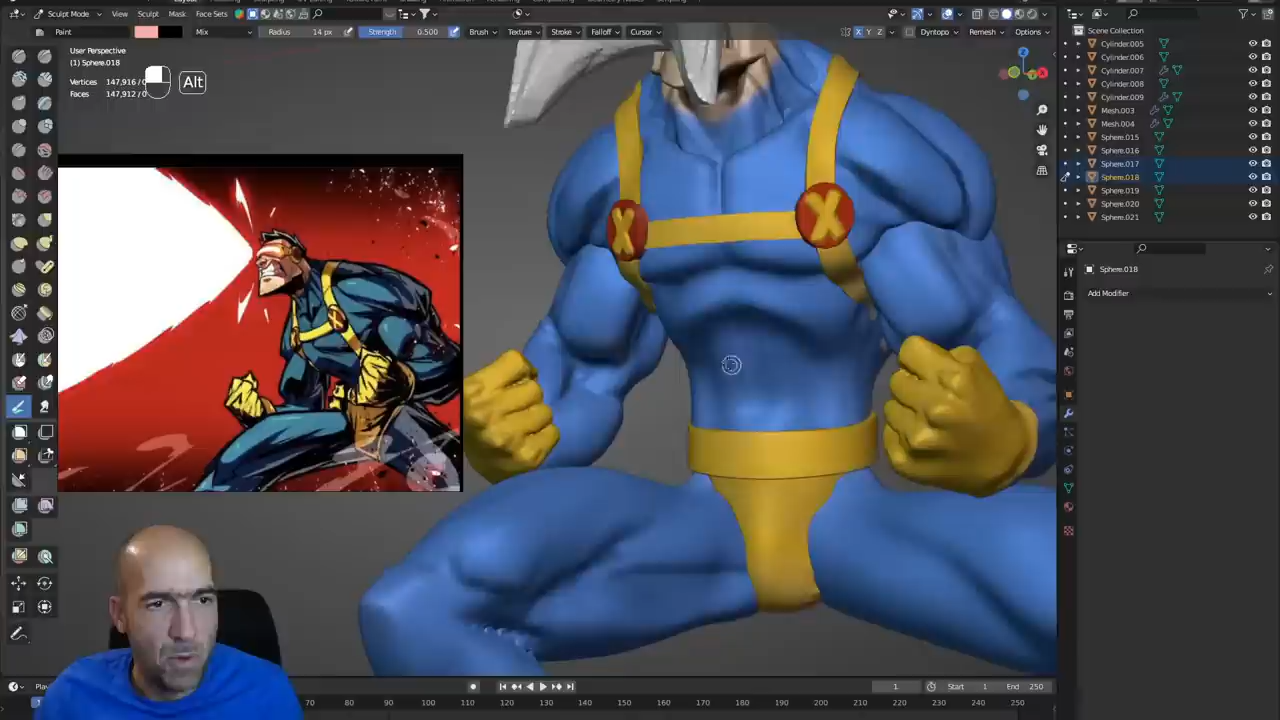 Sculpt Mode View Sculpt Mask Face Sets
Paint Mix Radius 14 px Strength 0.500 Brush Texture Stroke Falloff Cursor X Y Z Dyntopo Remesh Options
User Perspective
(1) Sphere.018
Vertices 147,916 / 0
Faces 147,912 / 0
Alt
X X
X
Z
X
Scene Collection
Cylinder.005
Cylinder.006
Cylinder.007
Cylinder.008
Cylinder.009
Mesh.003
Mesh.004
Sphere.015
Sphere.016
Sphere.017
Sphere.018
Sphere.019
Sphere.020
Sphere.021
Sphere.018
Add Modifier
1 Start 1 End 250
70 80 90 100 110 120 130 140 150 160 170 180 190 200 210 220 230 240 250